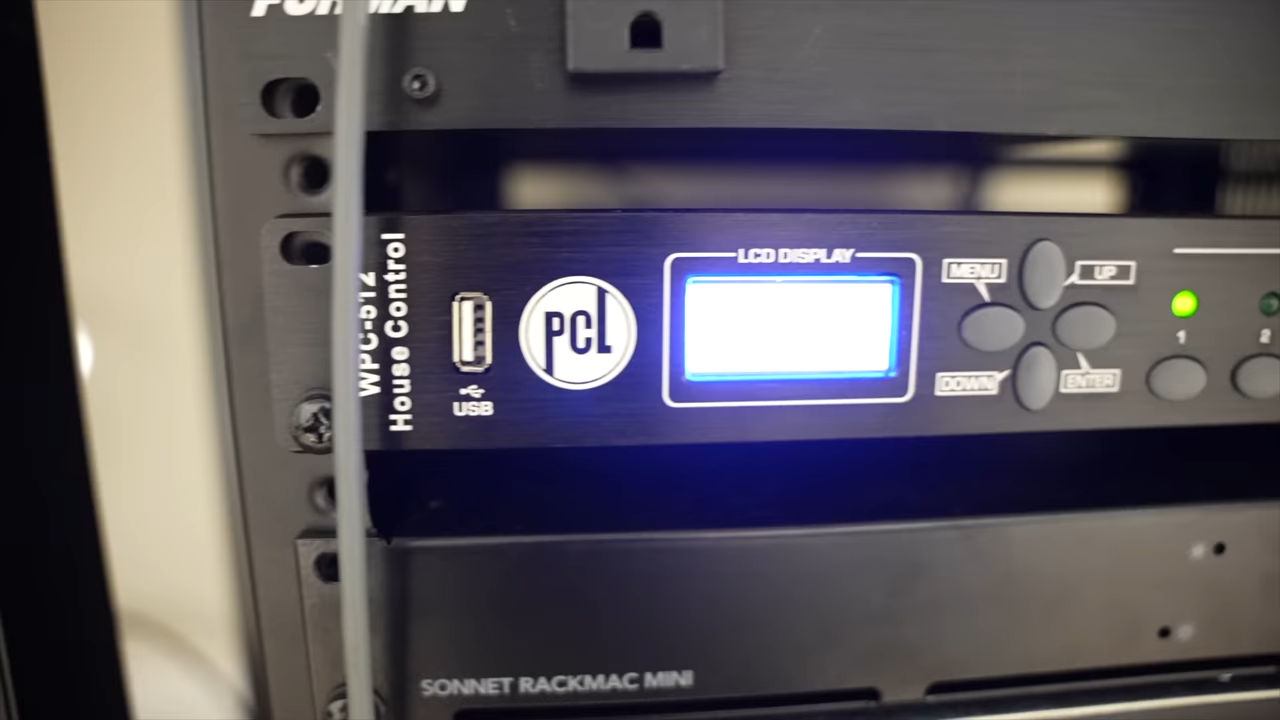 FURMAN
WPC-512
House Control
USB
PCL
LCD DISPLAY
MENU
UP
DOWN
ENTER
1
2
SONNET RACKMAC MINI